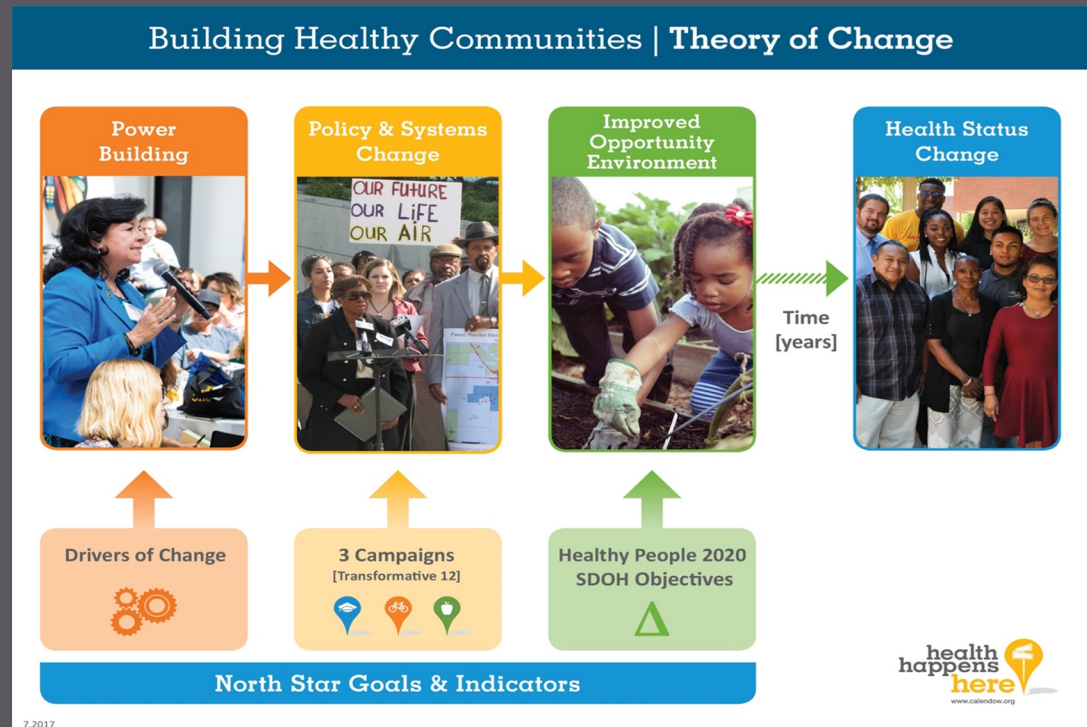 Building Healthy Communities | Theory of Change
Power
Building
Policy & Systems
Change
Improved
Opportunity
Environment
Health Status
Change
OUR FUTURE
OUR LiFE
OUR AIR
Time
[years]
Drivers of Change
3 Campaigns
[Transformative 12]
Healthy People 2020
SDOH Objectives
Δ
North Star Goals & Indicators
health
happens
here
www.calendow.org
7.2017